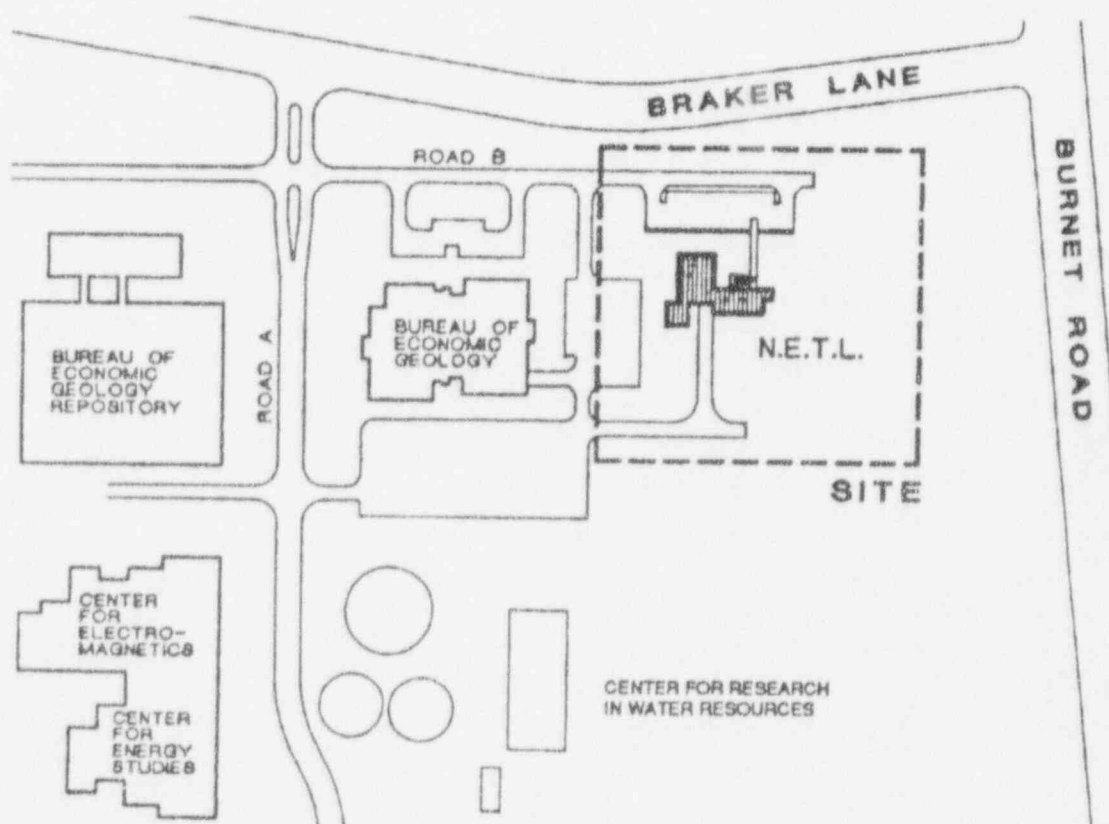 BRAKER LANE
BURNET ROAD
ROAD B
ROAD A
BUREAU OF
ECONOMIC
GEOLOGY
REPOSITORY
BUREAU OF
ECONOMIC
GEOLOGY
N.E.T.L.
SITE
CENTER
FOR
ELECTRO-
MAGNETICS
CENTER
FOR
ENERGY
STUDIES
CENTER FOR RESEARCH
IN WATER RESOURCES